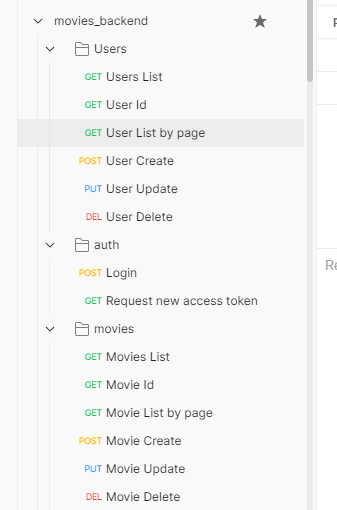 movies_backend
Users
GET Users List
GET User Id
GET User List by page
POST User Create
PUT User Update
DEL User Delete
auth
POST Login
GET Request new access token
movies
GET Movies List
GET Movie Id
GET Movie List by page
POST Movie Create
PUT Movie Update
DEL Movie Delete
Re